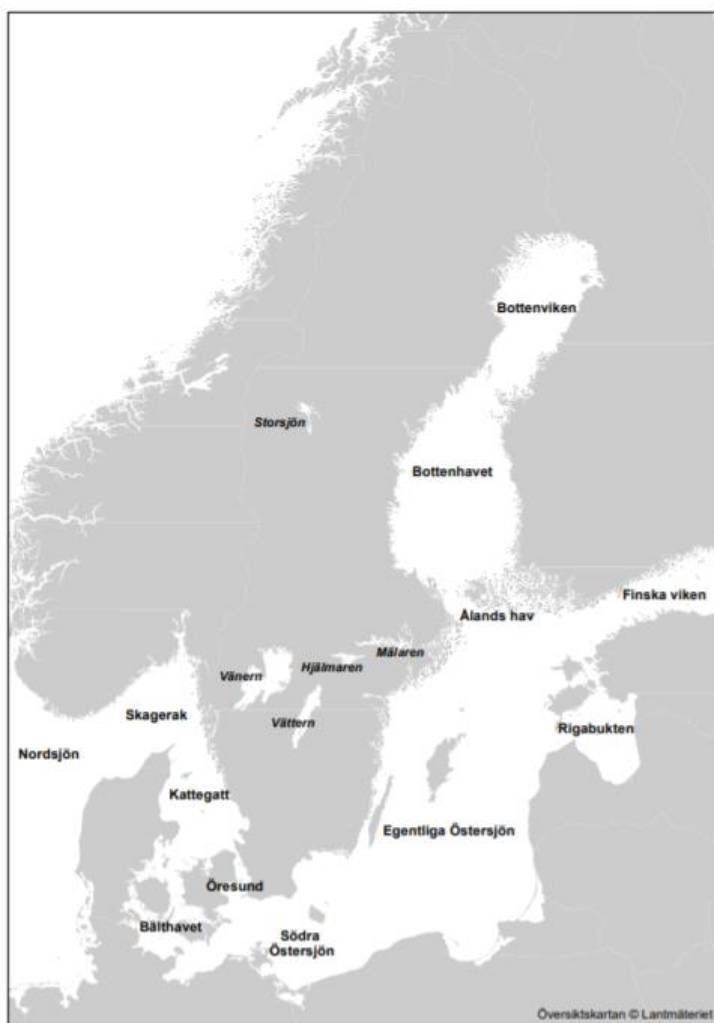 Bottenviken
Storsjön
Bottenhavet
Finska viken
Ålands hav
Mälaren
Hjälmaren
Vänern
Skagerak
Vättern
Rigabukten
Nordsjön
Kattegatt
Egentliga Östersjön
Öresund
Bälthavet
Södra
Östersjön
Översiktskartan © Lantmäteriet